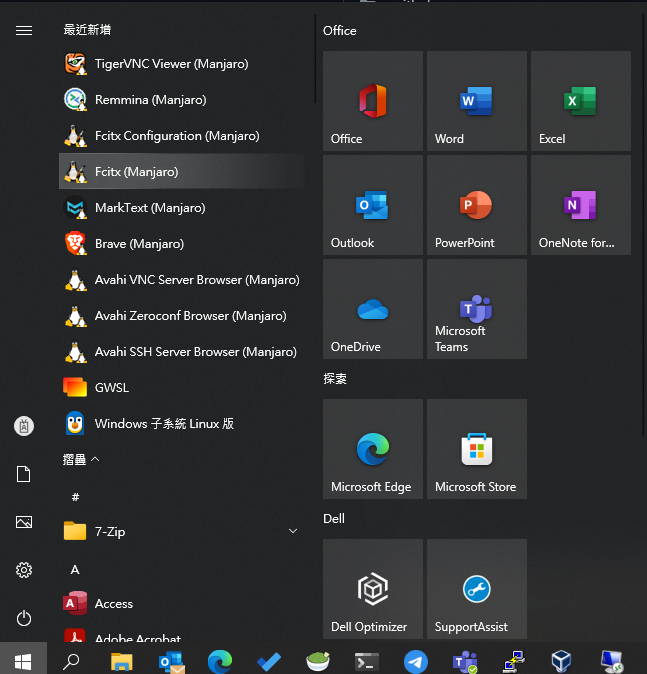 最近新增
TigerVNC Viewer (Manjaro)
Remmina (Manjaro)
Fcitx Configuration (Manjaro)
Fcitx (Manjaro)
MarkText (Manjaro)
Brave (Manjaro)
Avahi VNC Server Browser (Manjaro)
Avahi Zeroconf Browser (Manjaro)
Avahi SSH Server Browser (Manjaro)
GWSL
Windows 子系統 Linux 版
摺疊
#
7-Zip
A
Access
Adobe Acrobat
Office
Office
Word
Excel
Outlook
PowerPoint
OneNote for...
OneDrive
Microsoft
Teams
探索
Microsoft Edge
Microsoft Store
Dell
Dell Optimizer
SupportAssist